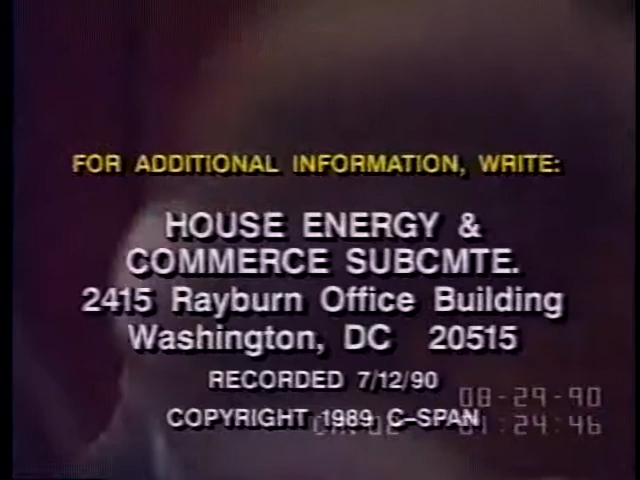 FOR ADDITIONAL INFORMATION, WRITE:
HOUSE ENERGY &
COMMERCE SUBCMTE.
2415 Rayburn Office Building
Washington, DC 20515
RECORDED 7/12/90
08-29-90
COPYRIGHT 1989 C-SPAN
01:24:46